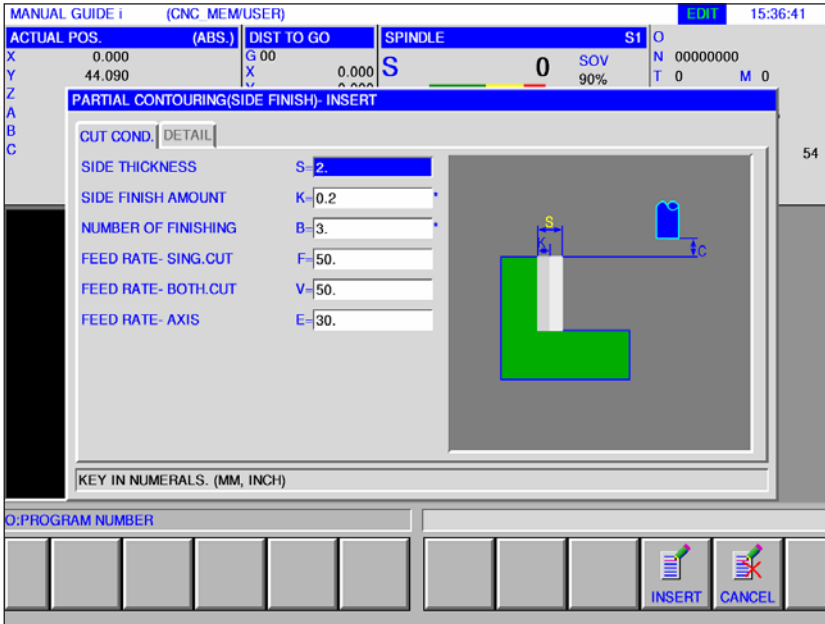 MANUAL GUIDE i (CNC_MEM/USER) EDIT 15:36:41
ACTUAL POS. (ABS.) DIST TO GO SPINDLE S1 O
X 0.000 G 00 S 0 SOV N 00000000
Y 44.090 X 0.000 90% T 0 M 0
Z
A
B
C 54
PARTIAL CONTOURING(SIDE FINISH)- INSERT
CUT COND. DETAIL
SIDE THICKNESS S= 2.
SIDE FINISH AMOUNT K= 0.2 *
NUMBER OF FINISHING B= 3. *
FEED RATE- SING.CUT F= 50.
FEED RATE- BOTH.CUT V= 50.
FEED RATE- AXIS E= 30.
S
K
C
KEY IN NUMERALS. (MM, INCH)
O:PROGRAM NUMBER
INSERT CANCEL